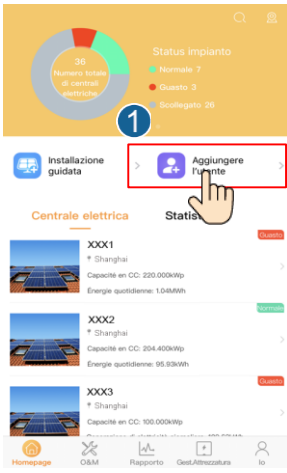 36
Numero totale
di centrali
elettriche
Status impianto
Normale 7
Guasto 3
Scollegato 26
1
Installazione
guidata
Aggiungere
l'utente
Centrale elettrica
Statis
Guasto
XXX1
Shanghai
Capacité en CC: 220.000kWp
Énergie quotidienne: 1.04MWh
Normale
XXX2
Shanghai
Capacité en CC: 204.400kWp
Énergie quotidienne: 95.93kWh
Guasto
XXX3
Shanghai
Capacité en CC: 100.000kWp
Homepage
O&M
Rapporto
Gest.Attrezzatura
Io